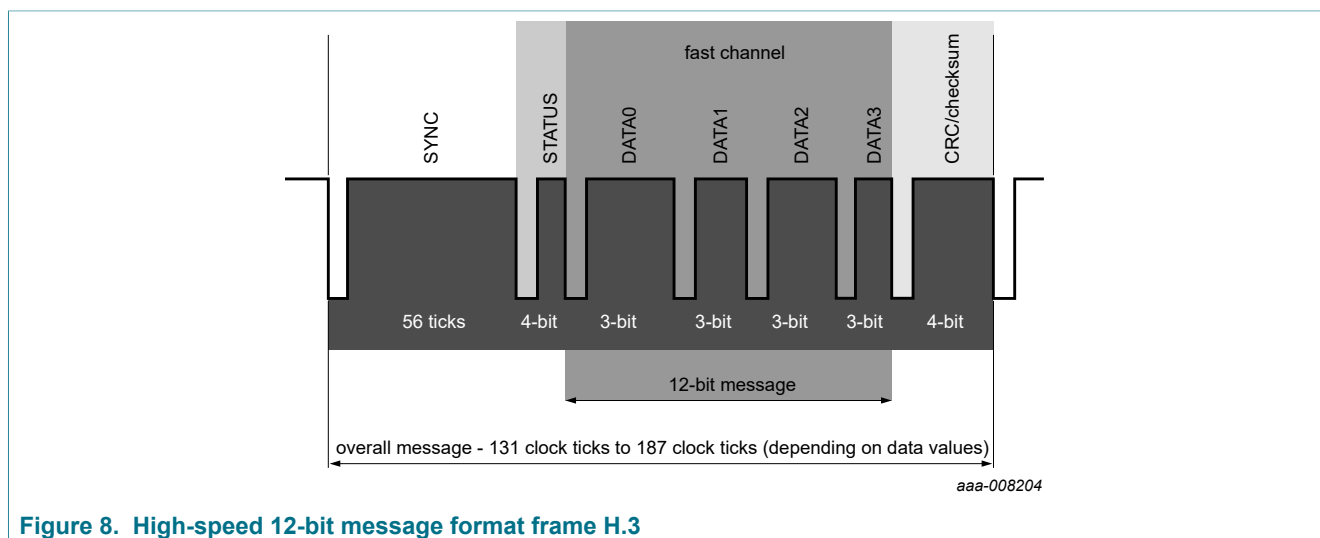 fast channel
SYNC
STATUS
DATA0
DATA1
DATA2
DATA3
CRC/checksum
56 ticks
4-bit
3-bit
3-bit
3-bit
3-bit
4-bit
12-bit message
overall message - 131 clock ticks to 187 clock ticks (depending on data values)
aaa-008204
Figure 8. High-speed 12-bit message format frame H.3